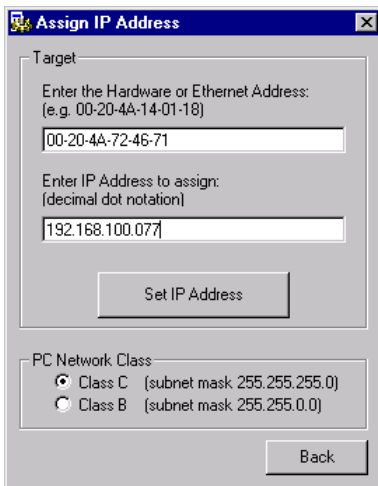 Assign IP Address
Target
Enter the Hardware or Ethernet Address:
(e.g. 00-20-4A-14-01-18)
00-20-4A-72-46-71
Enter IP Address to assign:
(decimal dot notation)
192.168.100.077
Set IP Address
PC Network Class
Class C (subnet mask 255.255.255.0)
Class B (subnet mask 255.255.0.0)
Back